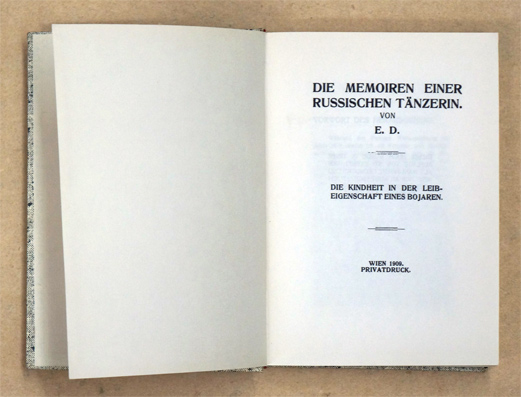 DIE MEMOIREN EINER
RUSSISCHEN TÄNZERIN.
VON
E. D.
DIE KINDHEIT IN DER LEIB-
EIGENSCHAFT EINES BOJAREN.
WIEN 1909.
PRIVATDRUCK.